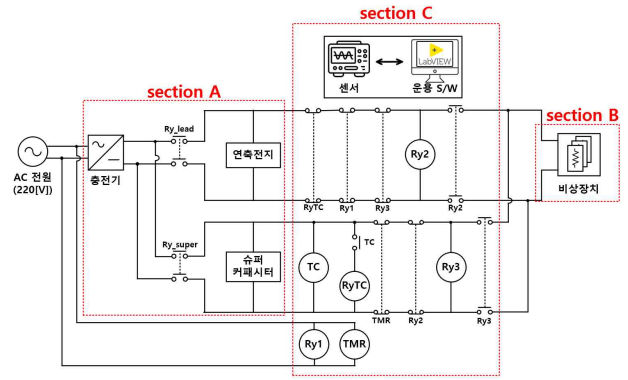 section C
LabVIEW
센서
운용 S/W
section A
section B
Ry_lead
AC 전원
(220[V])
충전기
연축전지
Ry2
비상장치
RyTC
Ry1
Ry3
Ry2
Ry_super
슈퍼
커패시터
TC
TC
RyTC
Ry3
TMR
Ry2
Ry3
Ry1
TMR